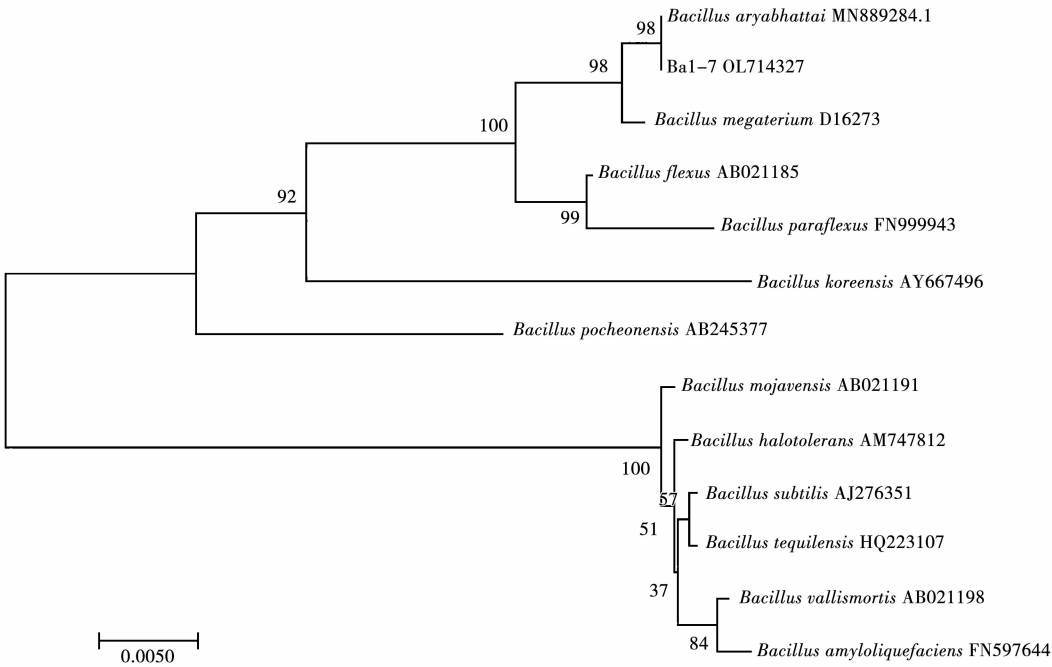 Bacillus aryabhattai MN889284.1
98
Ba1-7 OL714327
98
Bacillus megaterium D16273
100
Bacillus flexus AB021185
92
99
Bacillus paraflexus FN999943
Bacillus koreensis AY667496
Bacillus pocheonensis AB245377
Bacillus mojavensis AB021191
Bacillus halotolerans AM747812
100
57
Bacillus subtilis AJ276351
51
Bacillus tequilensis HQ223107
37
Bacillus vallismortis AB021198
84
Bacillus amyloliquefaciens FN597644
0.0050